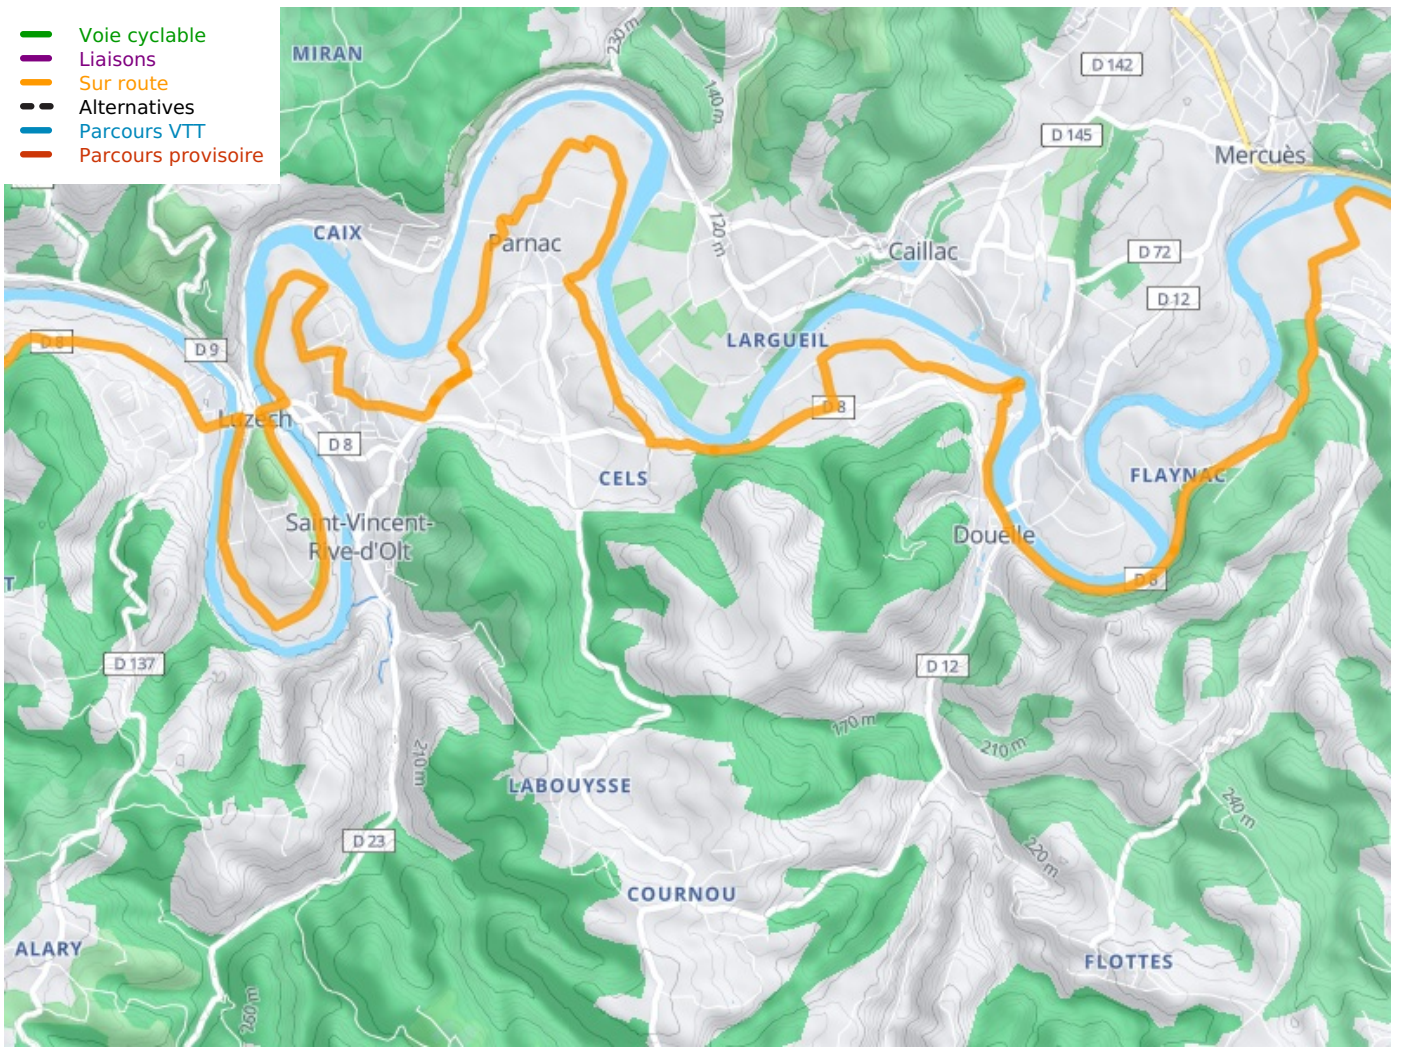 Voie cyclable
Liaisons
Sur route
Alternatives
Parcours VTT
Parcours provisoire
MIRAN
230 m
D 142
140 m
D 145
Mercuès
CAIX
Parnac
120 m
Caillac
D 72
D 12
D 8
D 9
LARGUEIL
D 8
Luzech
D 8
CELS
FLAYNAC
Saint-Vincent-
Rive-d'Olt
Douelle
D 8
T
D 137
D 12
170 m
210 m
210 m
LABOUYSSE
240 m
D 23
220 m
COURNOU
ALARY
FLOTTES
260 m